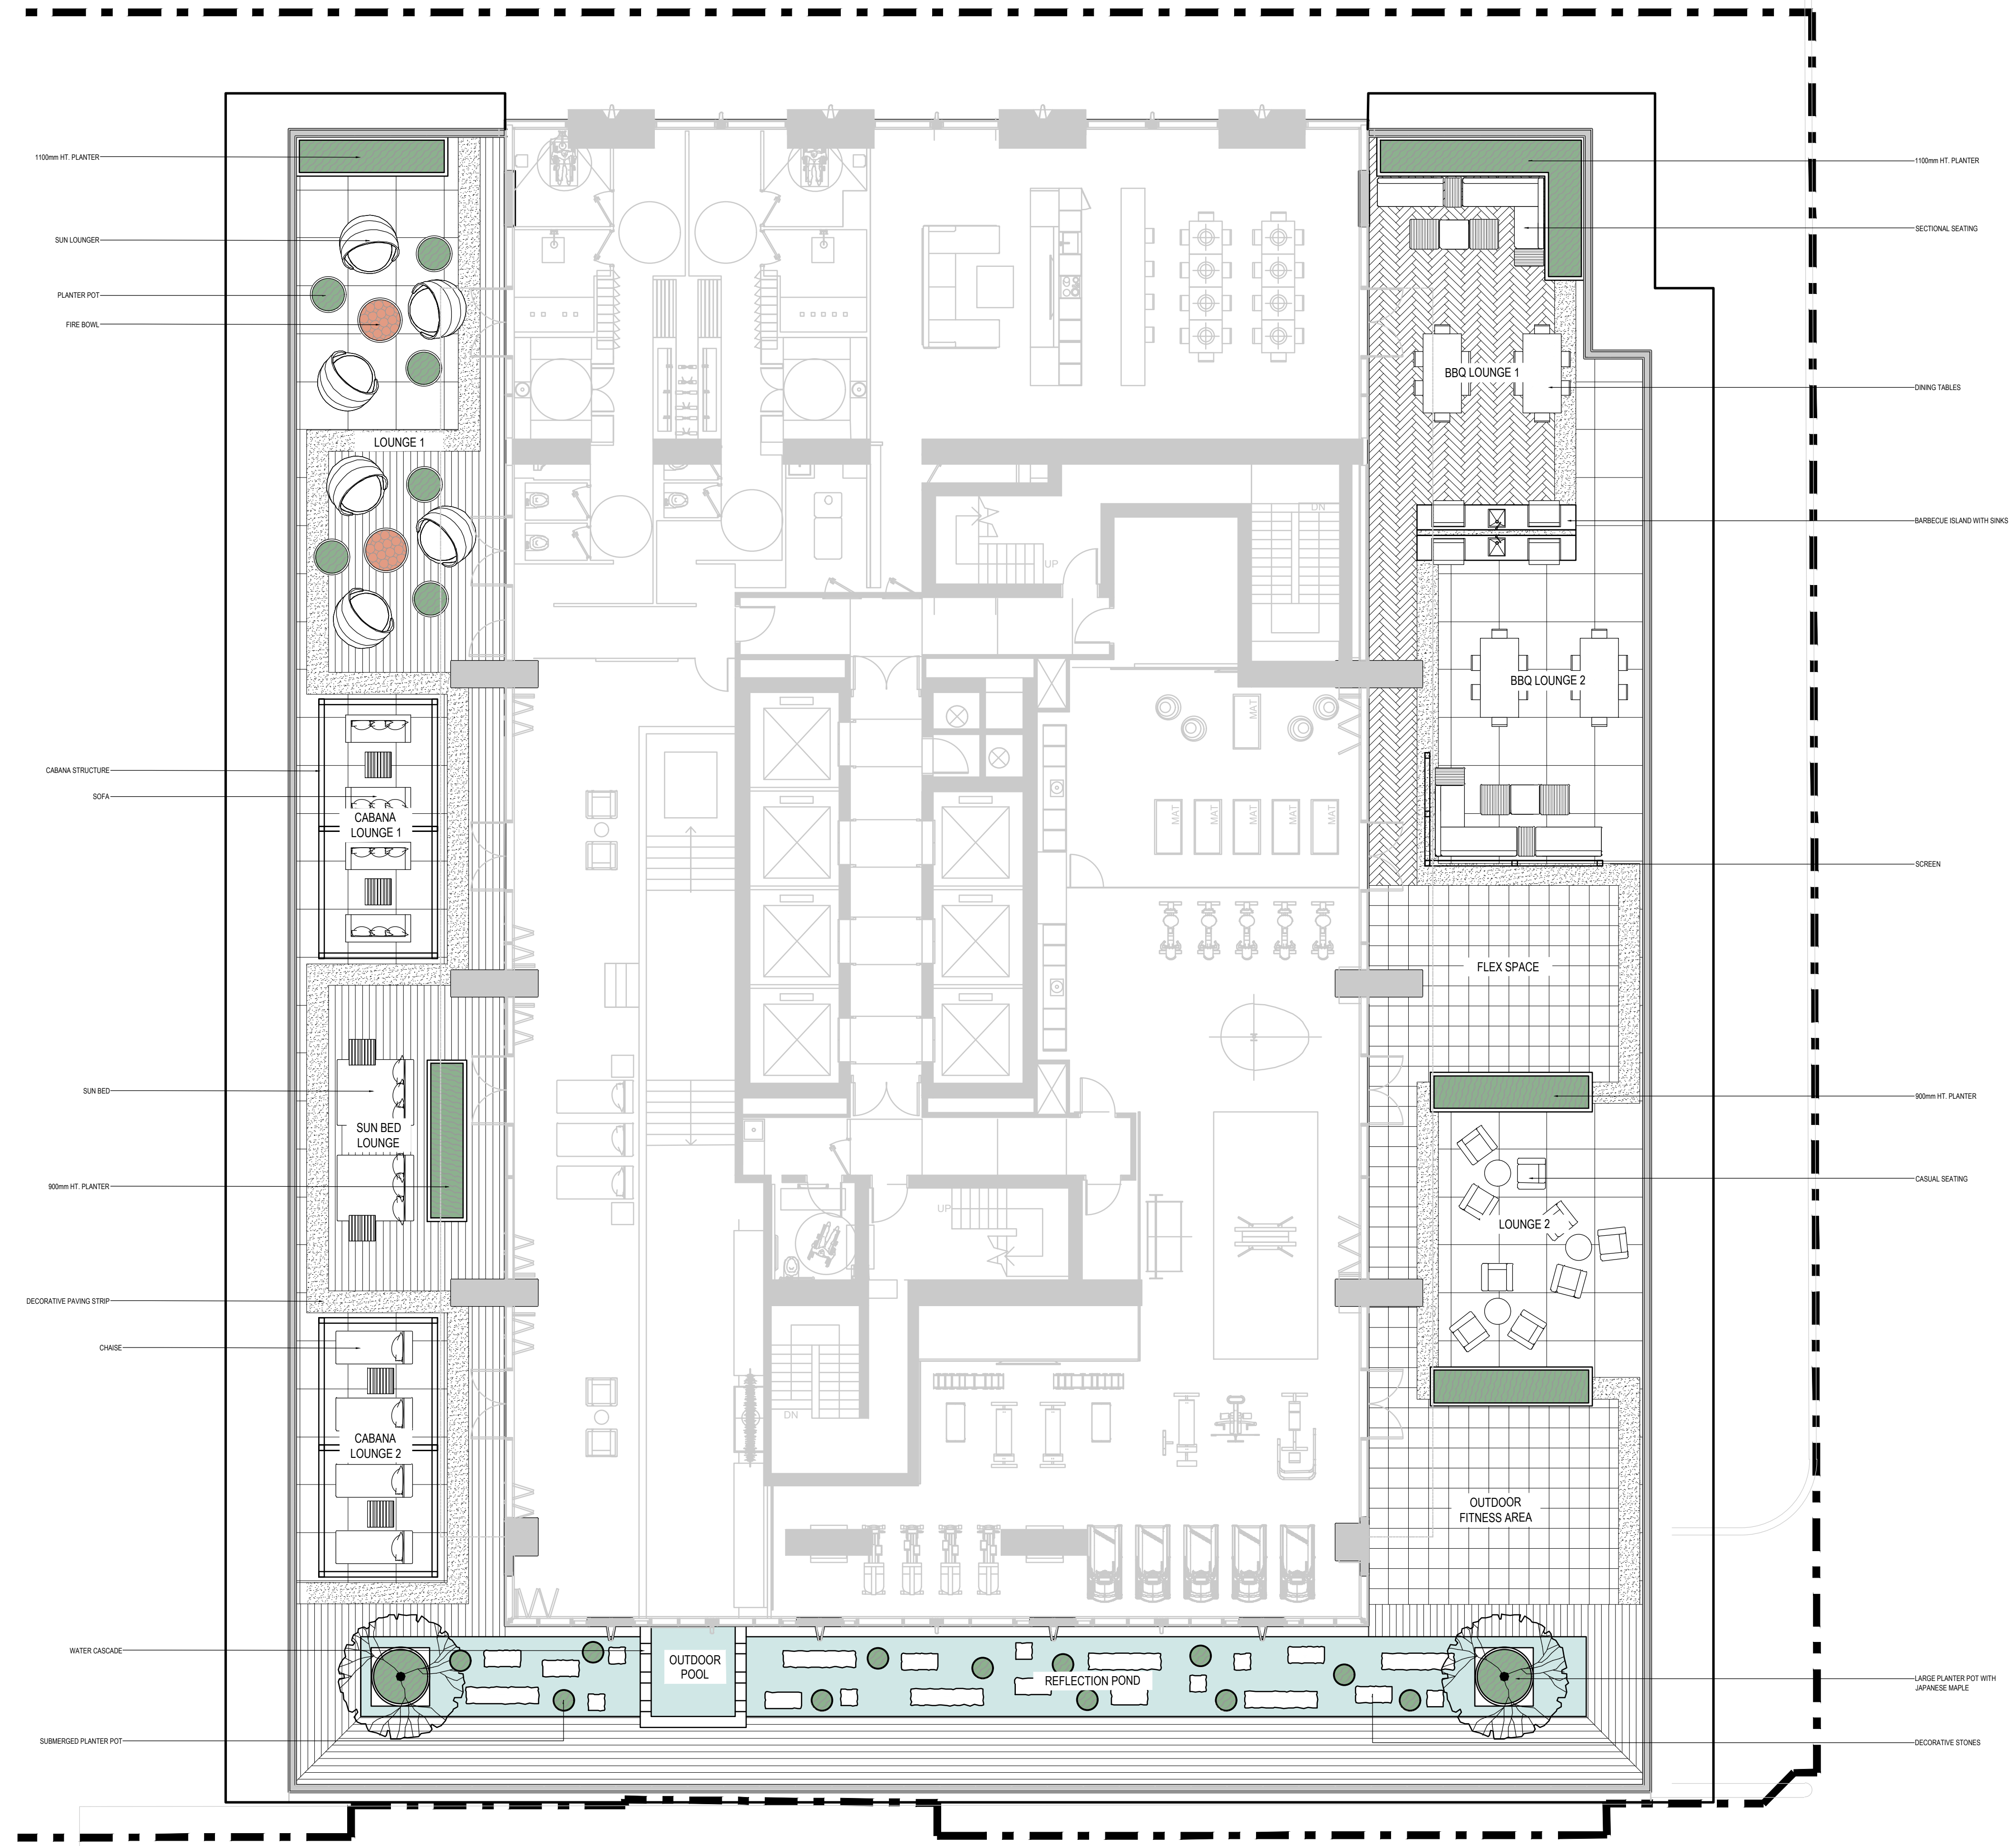 1100mm HT. PLANTER
SUN LOUNGER
PLANTER POT
FIRE BOWL
LOUNGE 1
CABANA STRUCTURE
SOFA
CABANA
LOUNGE 1
SUN BED
SUN BED
LOUNGE
900mm HT. PLANTER
DECORATIVE PAVING STRIP
CHAISE
CABANA
LOUNGE 2
WATER CASCADE
SUBMERGED PLANTER POT
OUTDOOR
POOL
REFLECTION POND
UP
DN
MAT
MAT
MAT
MAT
MAT
MAT
UP
DN
1100mm HT. PLANTER
SECTIONAL SEATING
BBQ LOUNGE 1
DINING TABLES
BARBECUE ISLAND WITH SINKS
BBQ LOUNGE 2
SCREEN
FLEX SPACE
900mm HT. PLANTER
CASUAL SEATING
LOUNGE 2
OUTDOOR
FITNESS AREA
LARGE PLANTER POT WITH
JAPANESE MAPLE
DECORATIVE STONES